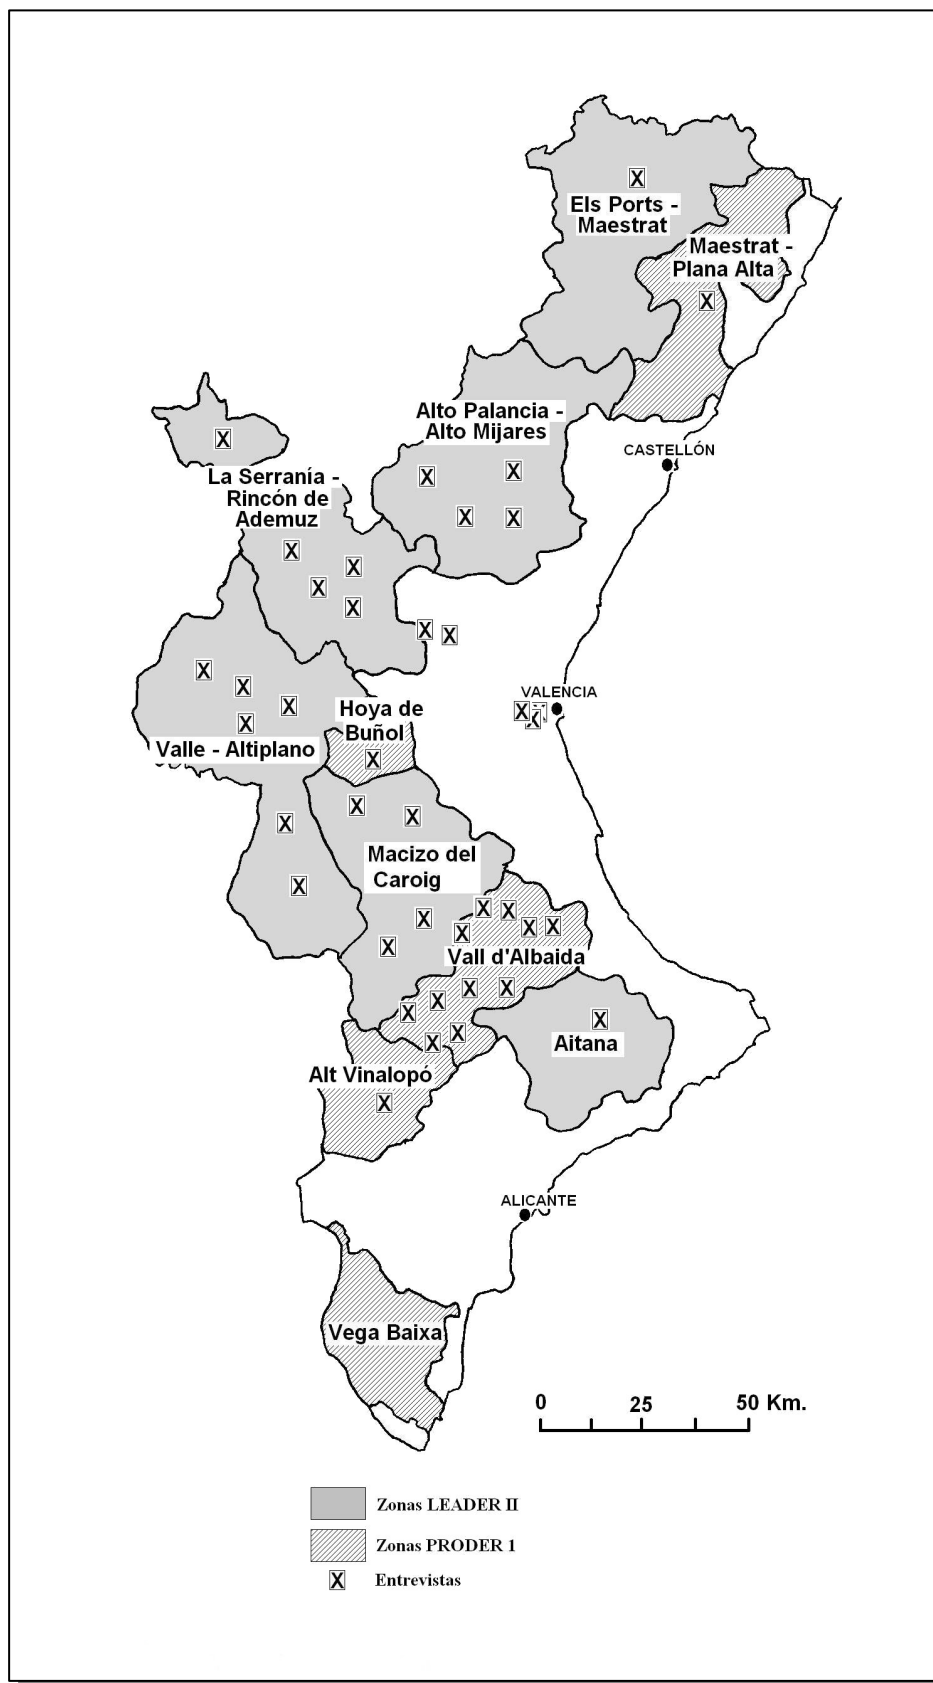 Els Ports -
Maestrat
Maestrat -
Plana Alta
Alto Palancia -
Alto Mijares
CASTELLÓN
La Serranía -
Rincón de
Ademuz
VALENCIA
Hoya de
Buñol
Valle - Altiplano
Macizo del
Caroig
Vall d'Albaida
Aitana
Alt Vinalopó
ALICANTE
Vega Baixa
0 25 50 Km.
Zonas LEADER II
Zonas PRODER 1
X Entrevistas